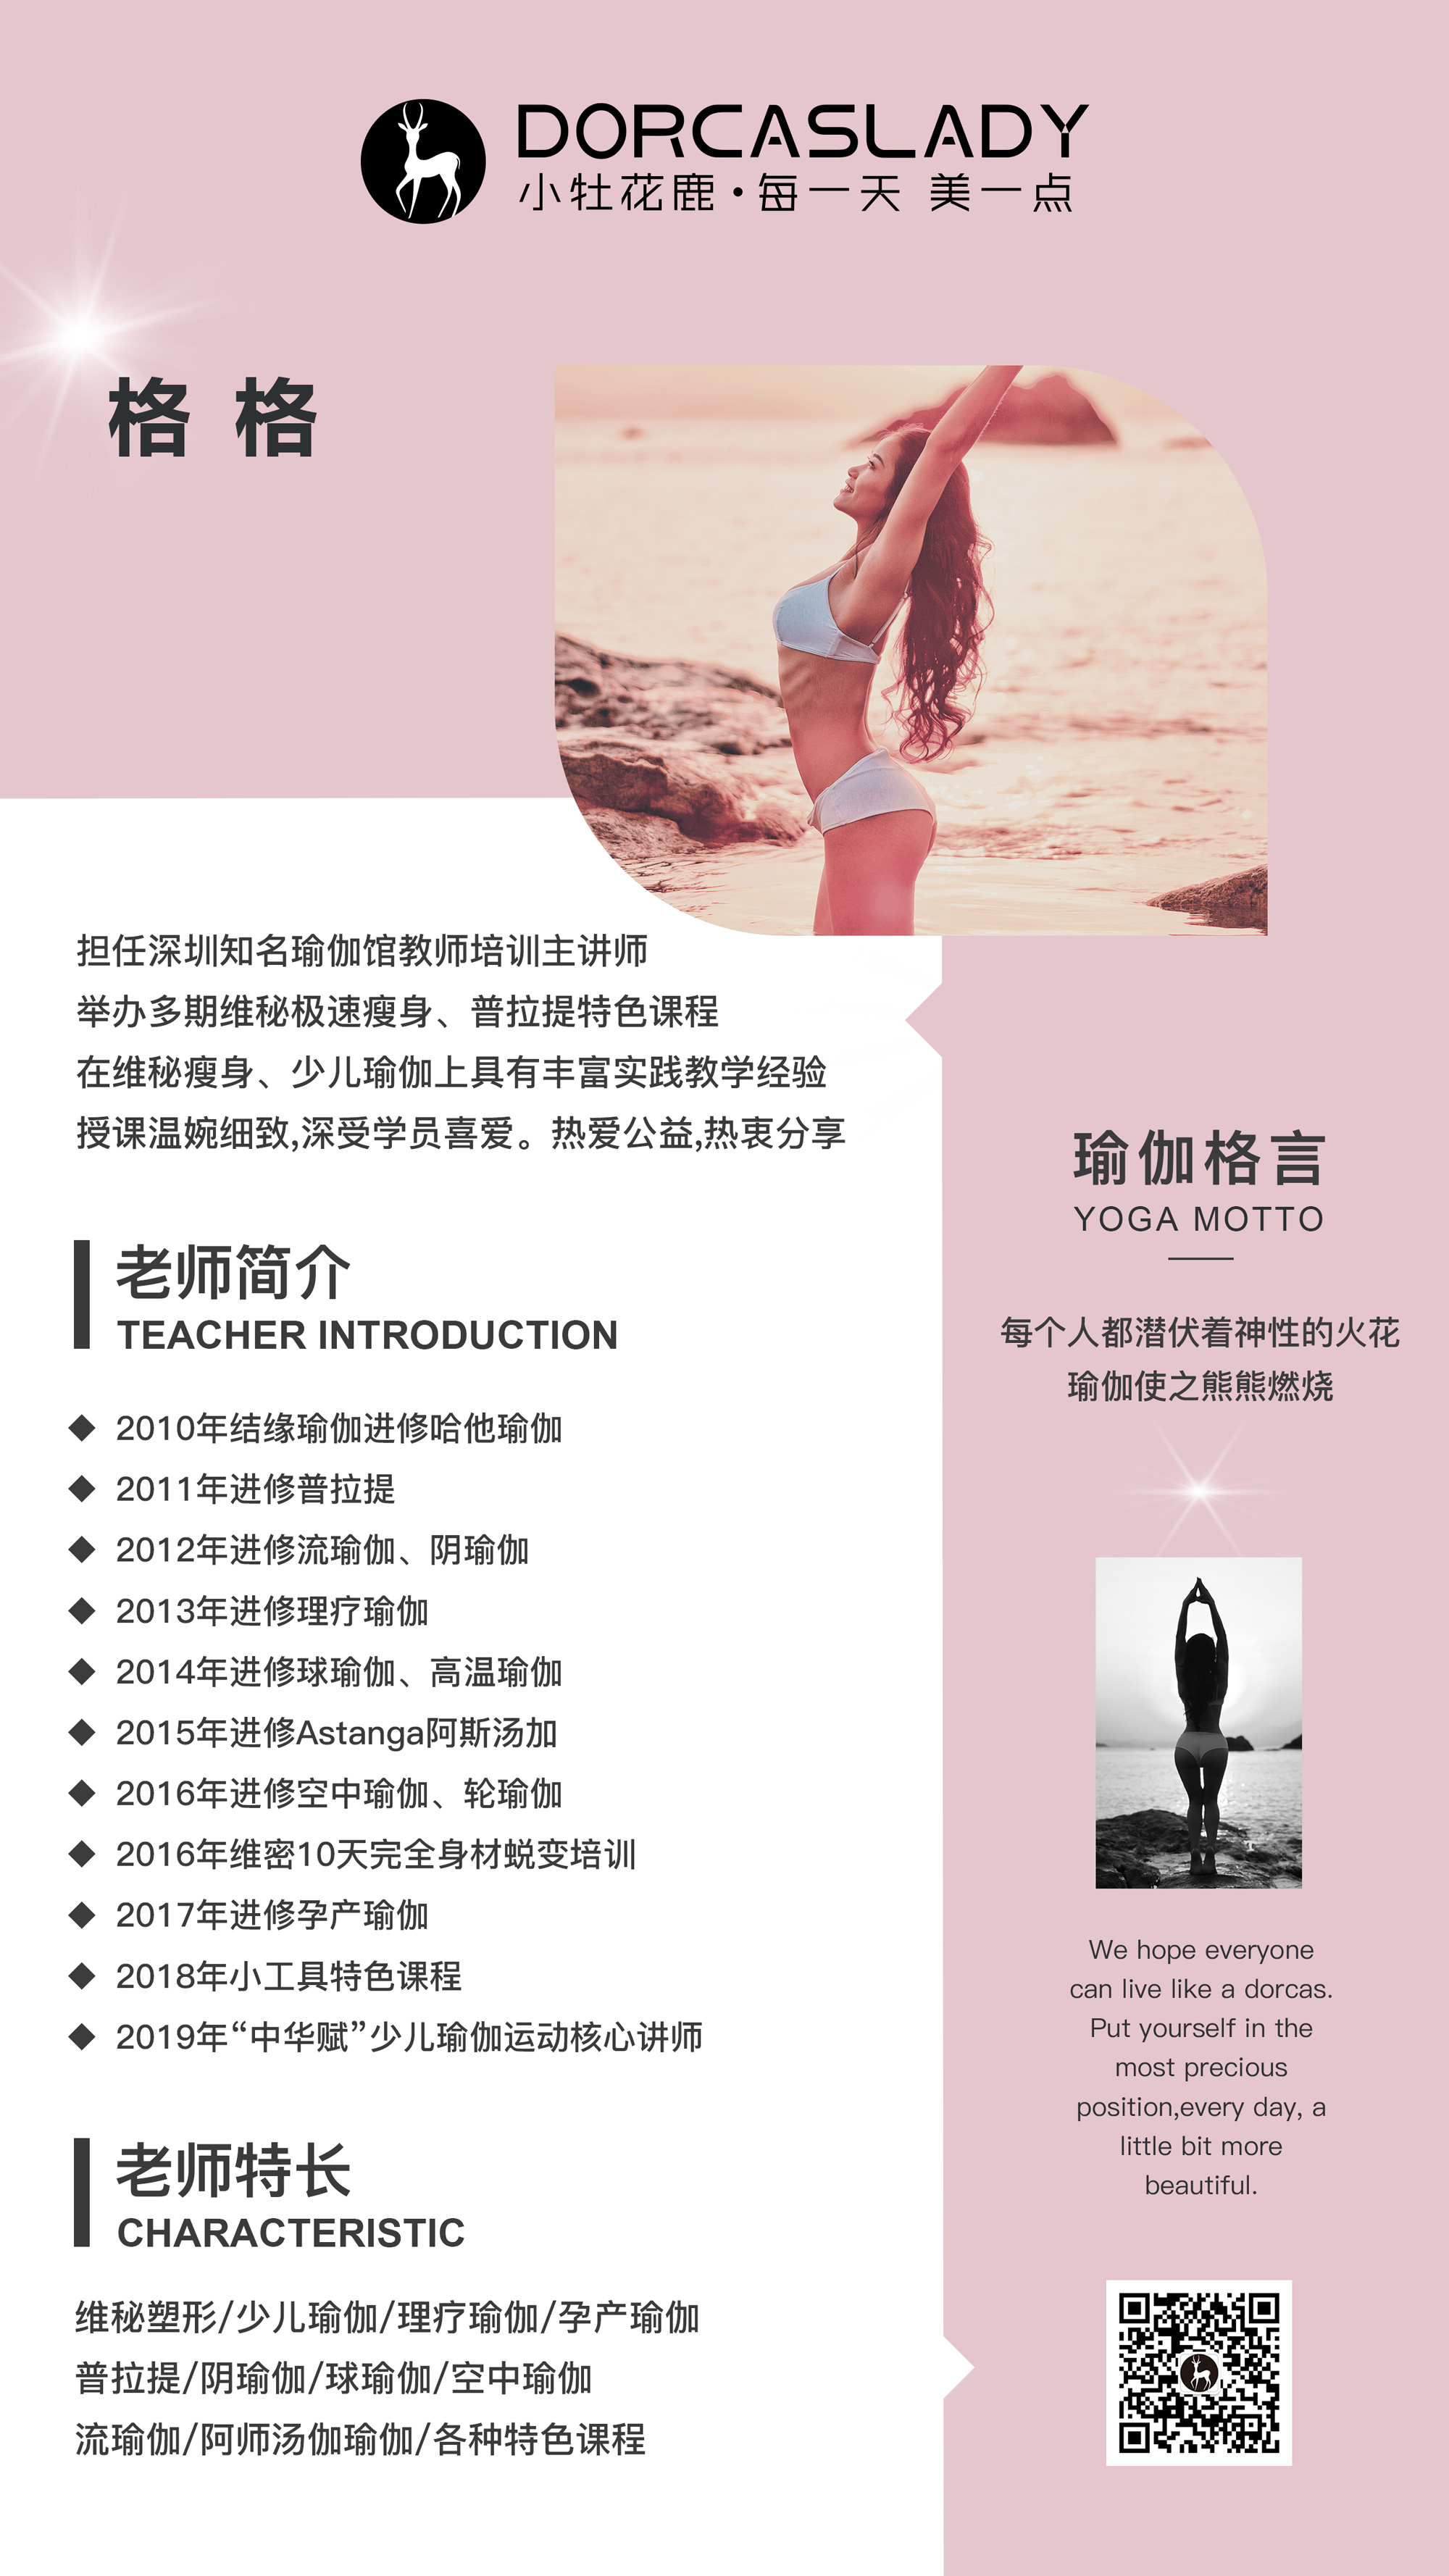 DORCASLADY
小牡花鹿·每一天 美一点
格 格
担任深圳知名瑜伽馆教师培训主讲师
举办多期维秘极速瘦身、普拉提特色课程
在维秘瘦身、少儿瑜伽上具有丰富实践教学经验
授课温婉细致,深受学员喜爱。热爱公益,热衷分享
老师简介
TEACHER INTRODUCTION
◆ 2010年结缘瑜伽进修哈他瑜伽
◆ 2011年进修普拉提
◆ 2012年进修流瑜伽、阴瑜伽
◆ 2013年进修理疗瑜伽
◆ 2014年进修球瑜伽、高温瑜伽
◆ 2015年进修Astanga阿斯汤加
◆ 2016年进修空中瑜伽、轮瑜伽
◆ 2016年维密10天完全身材蜕变培训
◆ 2017年进修孕产瑜伽
◆ 2018年小工具特色课程
◆ 2019年“中华赋”少儿瑜伽运动核心讲师
老师特长
CHARACTERISTIC
维秘塑形/少儿瑜伽/理疗瑜伽/孕产瑜伽
普拉提/阴瑜伽/球瑜伽/空中瑜伽
流瑜伽/阿师汤伽瑜伽/各种特色课程
瑜伽格言
YOGA MOTTO
每个人都潜伏着神性的火花
瑜伽使之熊熊燃烧
We hope everyone
can live like a dorcas.
Put yourself in the
most precious
position,every day, a
little bit more
beautiful.